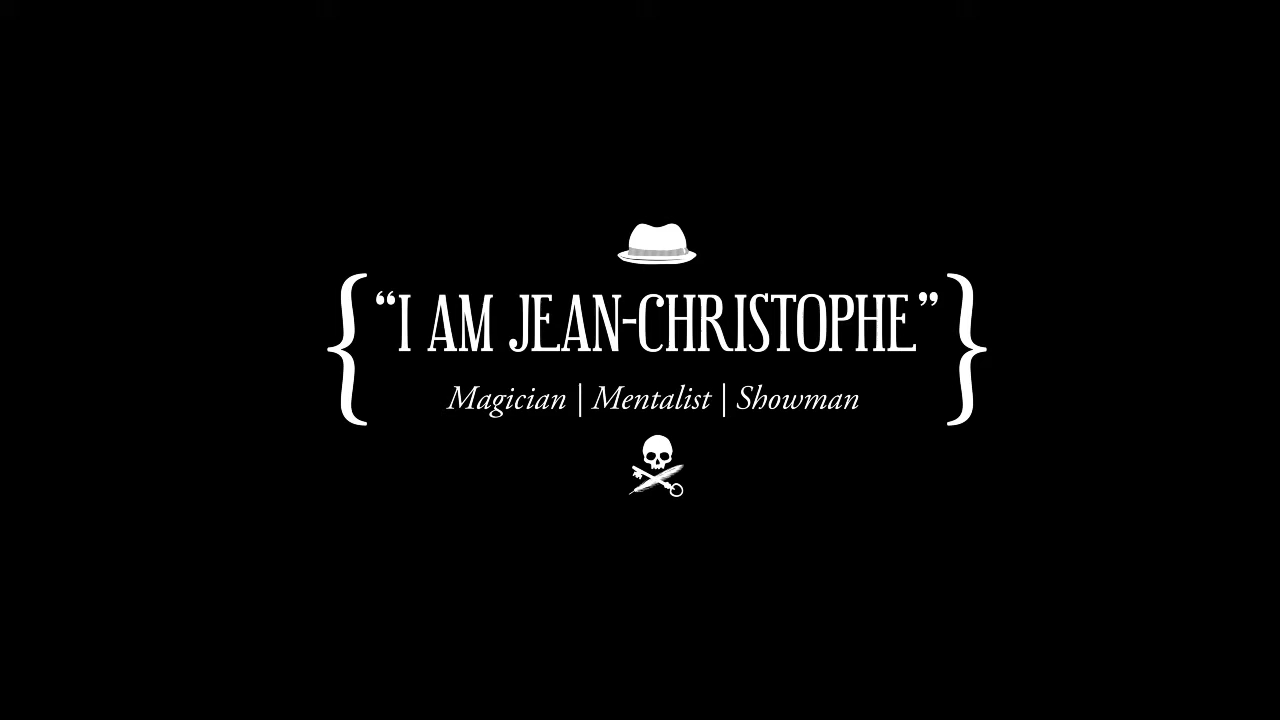 {“I AM JEAN-CHRISTOPHE”}
Magician | Mentalist | Showman